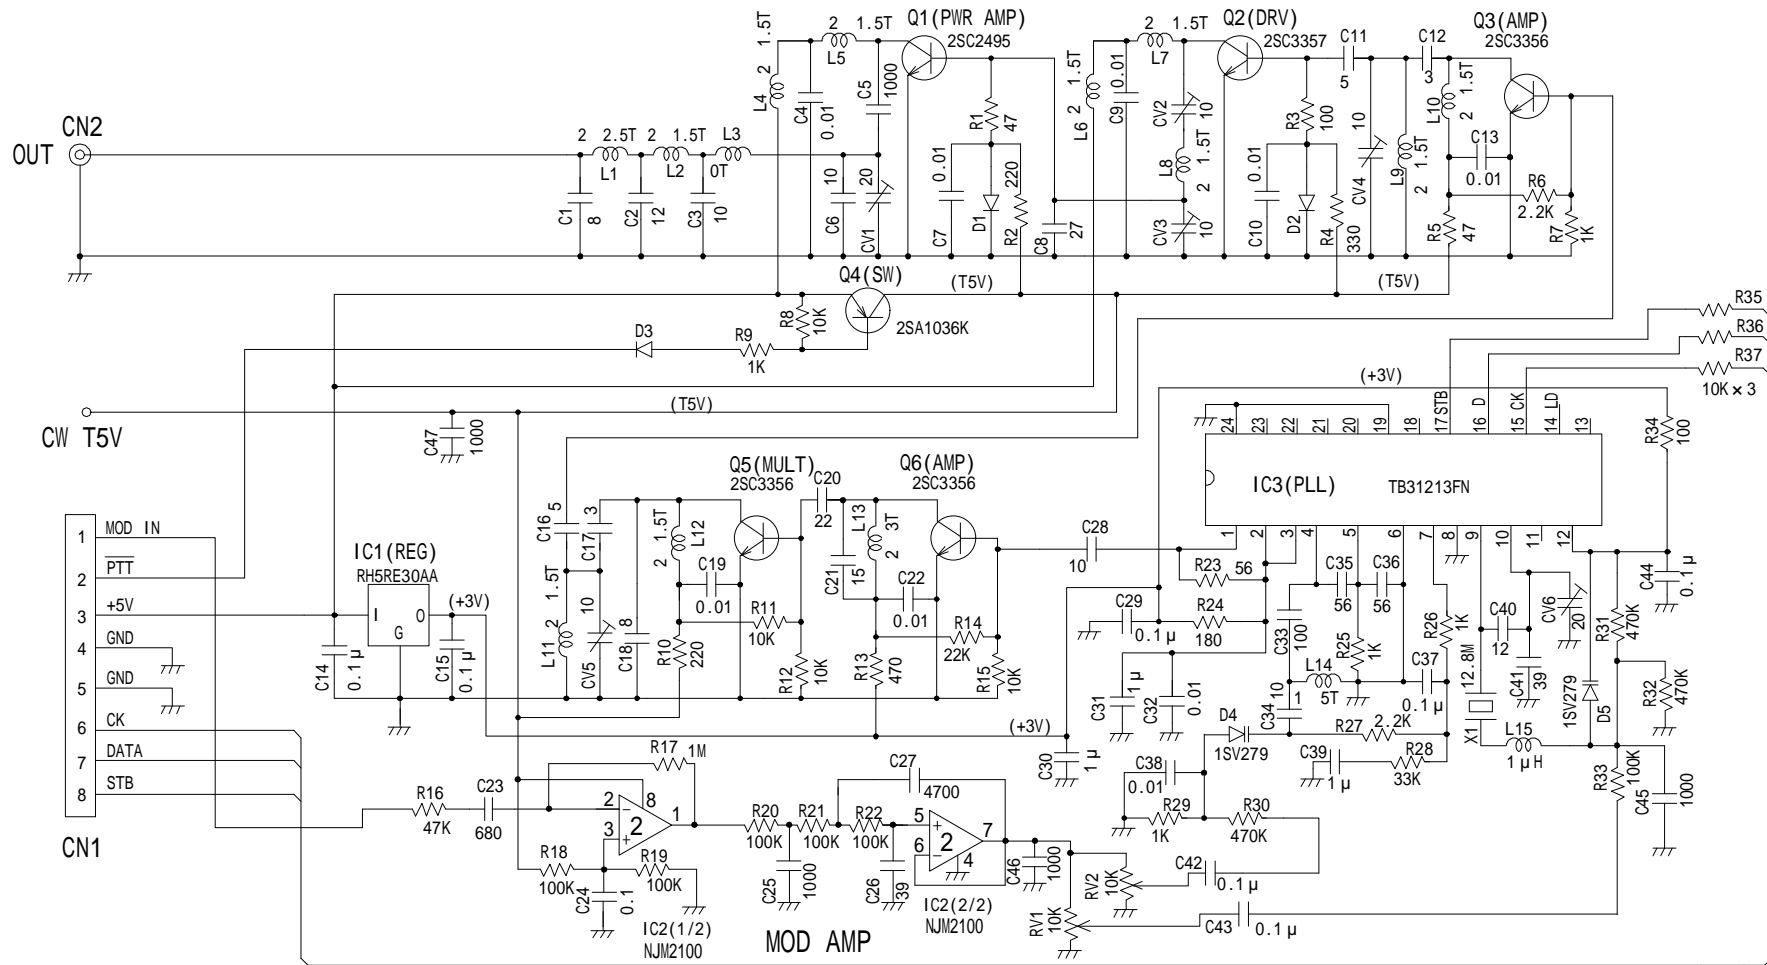 Q1(PWR AMP)
2SC2495
Q2(DRV)
2SC3357
Q3(AMP)
2SC3356
1.5T
2
L4
2 1.5T
L5
C4
0.01
C5
1000
R1
47
1.5T
2
L6
0.01
C9
2 1.5T
L7
CV2
10
1.5T
L8
2
R3
100
C11
5
C12
3
10
CV4
L9
2 1.5T
L10
2 1.5T
C13
0.01
R6
2.2K
R7
1K
R5
47
CN2
OUT
2 2.5T
L1
2 1.5T
L2
L3
0T
C1
8
C2
12
C3
10
10
C6
20
CV1
0.01
C7
D1
220
R2
C8
27
CV3
10
0.01
C10
D2
R4
330
Q4(SW)
2SA1036K
(T5V)
(T5V)
R8
10K
D3
R9
1K
R35
R36
R37
10K×3
(+3V)
(T5V)
CW T5V
C47
1000
R34
100
24
23
22
21
20
19
18
17 STB
16 D
15 CK
14 LD
13
IC3(PLL)
TB31213FN
1
2
3
4
5
6
7
8
9
10
11
12
Q5(MULT)
2SC3356
C20
22
Q6(AMP)
2SC3356
C16
5
C17
3
1.5T
2
L11
10
CV5
C18
8
2 1.5T
L12
C19
0.01
R10
220
R11
10K
R12
10K
C21
15
L13
3T
2
C22
0.01
R13
470
R14
22K
R15
10K
C28
10
R23
56
R24
180
C29
0.1μ
C31
1μ
C32
0.01
C30
1μ
C33
100
C35
56
C36
56
R25
1K
L14
5T
C34
10
1
C37
0.1μ
R26
1K
R27
2.2K
R28
33K
C39
1μ
D4
1SV279
C38
0.01
R29
1K
R30
470K
12.8M
X1
L15
1μH
C40
12
C41
39
CV6
20
R31
470K
1SV279
D5
R32
470K
C44
0.1μ
R33
100K
C45
1000
1
2
3
4
5
6
7
8
MOD IN
PTT
+5V
GND
GND
CK
DATA
STB
CN1
IC1(REG)
RH5RE30AA
I
O
G
(+3V)
C14
0.1μ
C15
0.1μ
(+3V)
R16
47K
C23
680
R17
1M
2
8
3
1
2
R18
100K
R19
100K
C24
0.1
IC2(1/2)
NJM2100
R20
100K
R21
100K
R22
100K
C25
1000
C26
39
C27
4700
5
6
7
4
2
IC2(2/2)
NJM2100
C46
1000
RV1
10K
RV2
10K
C42
0.1μ
C43
0.1μ
MOD AMP